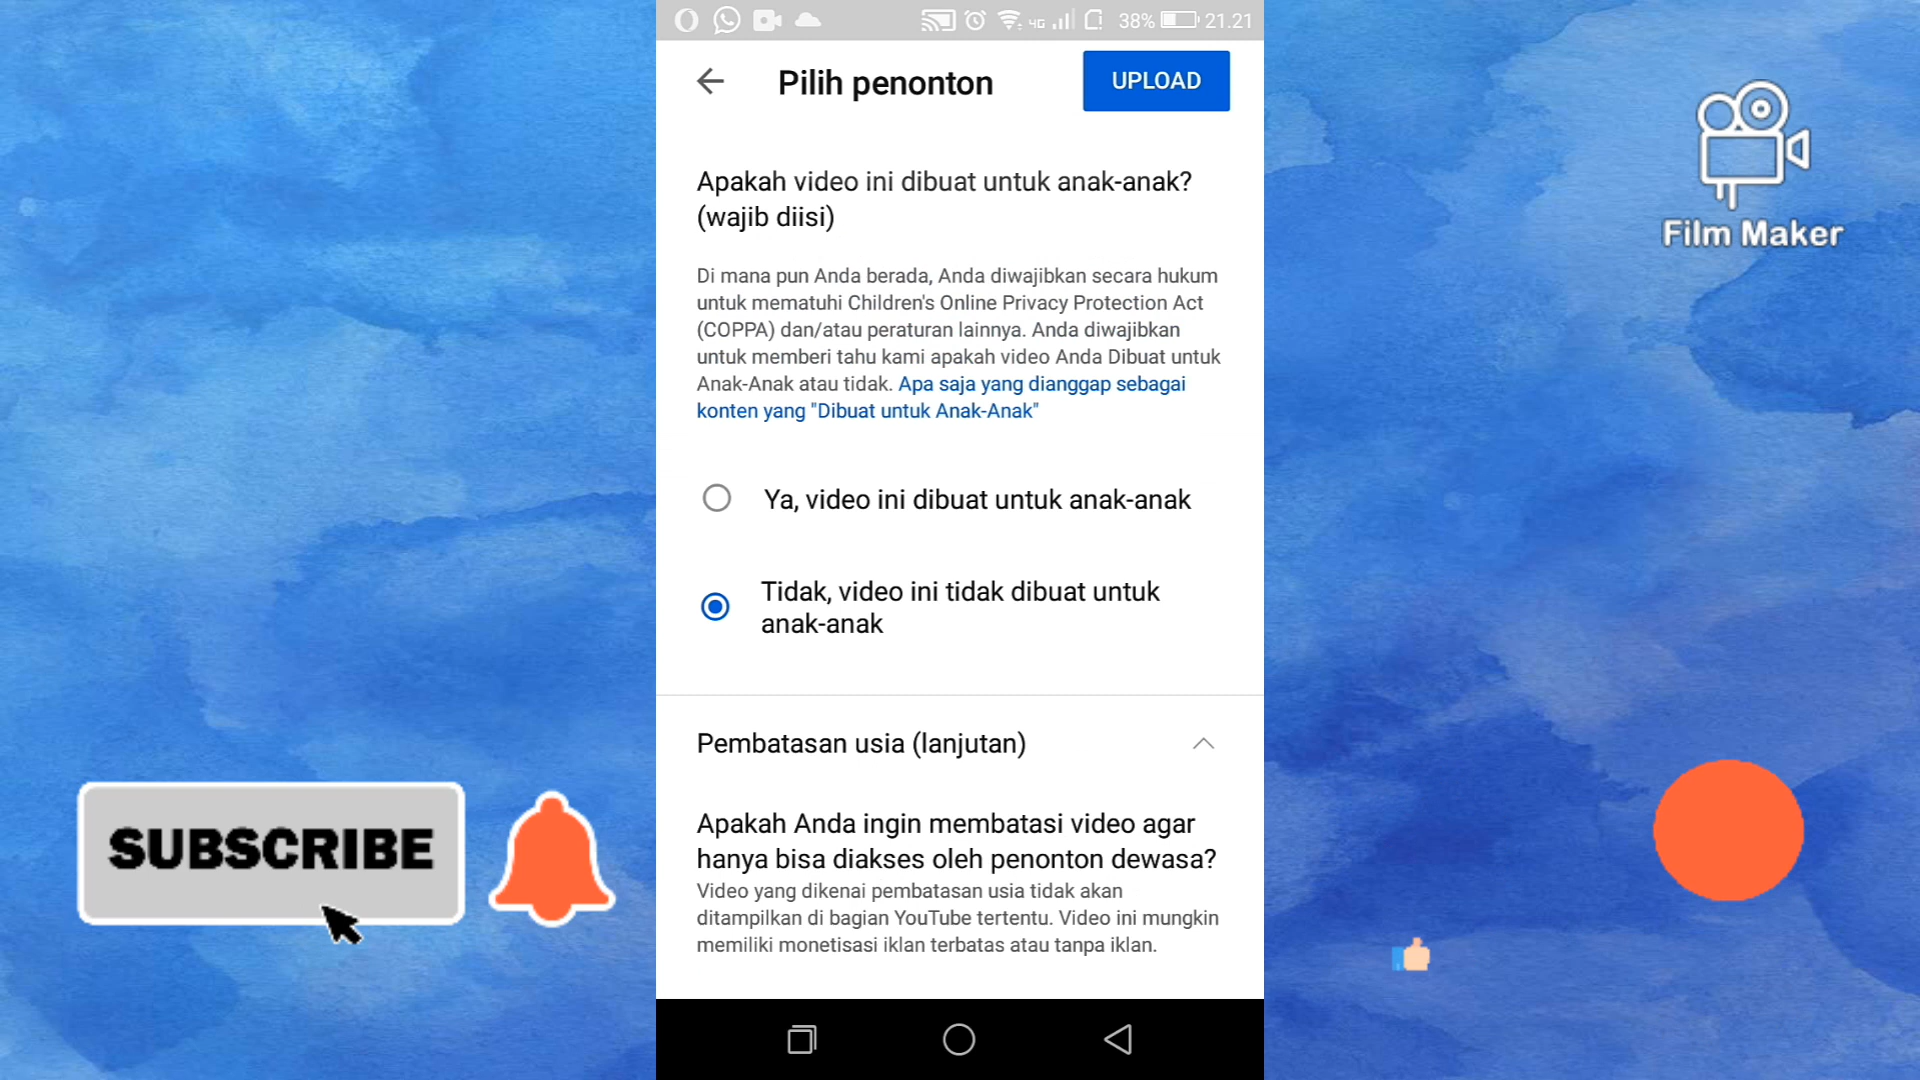 4G 38% 21.21
Pilih penonton
UPLOAD
Film Maker
Apakah video ini dibuat untuk anak-anak?
(wajib diisi)
Di mana pun Anda berada, Anda diwajibkan secara hukum
untuk mematuhi Children's Online Privacy Protection Act
(COPPA) dan/atau peraturan lainnya. Anda diwajibkan
untuk memberi tahu kami apakah video Anda Dibuat untuk
Anak-Anak atau tidak. Apa saja yang dianggap sebagai
konten yang "Dibuat untuk Anak-Anak"
Ya, video ini dibuat untuk anak-anak
Tidak, video ini tidak dibuat untuk
anak-anak
Pembatasan usia (lanjutan)
Apakah Anda ingin membatasi video agar
hanya bisa diakses oleh penonton dewasa?
Video yang dikenai pembatasan usia tidak akan
ditampilkan di bagian YouTube tertentu. Video ini mungkin
memiliki monetisasi iklan terbatas atau tanpa iklan.
SUBSCRIBE